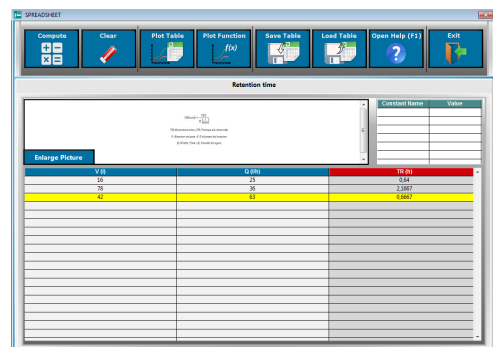 SPREADSHEET
Compute Clear Plot Table Plot Function Save Table Load Table Open Help (F1) Exit
f(x)
Retention time
Constant Name Value
Enlarge Picture
V (l) Q (l/h) TR (h)
16 25 0,64
78 36 2,1667
42 63 0,6667